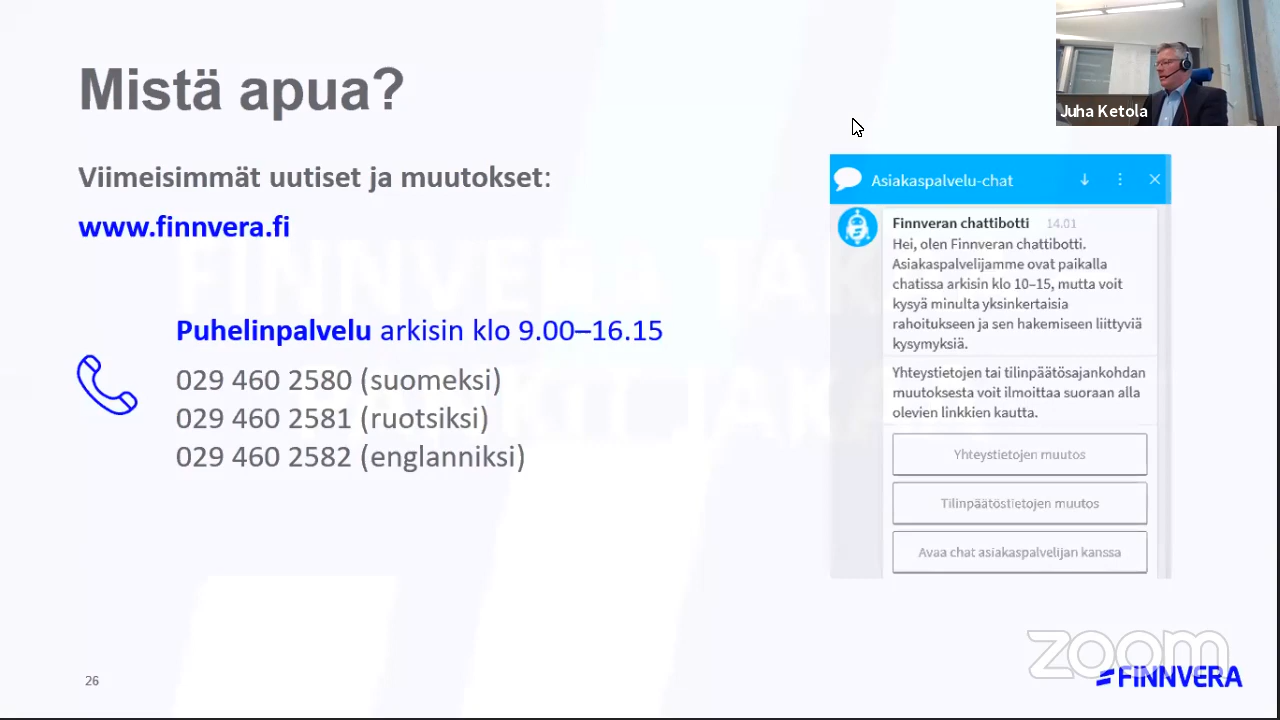 Mistä apua?
Juha Ketola
Viimeisimmät uutiset ja muutokset:
www.finnvera.fi
Puhelinpalvelu arkisin klo 9.00–16.15
029 460 2580 (suomeksi)
029 460 2581 (ruotsiksi)
029 460 2582 (englanniksi)
Asiakaspalvelu-chat
Finnveran chattibotti 14.01
Hei, olen Finnveran chattibotti.
Asiakaspalvelijamme ovat paikalla
chatissa arkisin klo 10–15, mutta voit
kysyä minulta yksinkertaisia
rahoitukseen ja sen hakemiseen liittyviä
kysymyksiä.
Yhteystietojen tai tilinpäätösajankohdan
muutoksesta voit ilmoittaa suoraan alla
olevien linkkien kautta.
Yhteystietojen muutos
Tilinpäätöstietojen muutos
Avaa chat asiakaspalvelijan kanssa
FINNVERA
26
zoom
FINNVERA